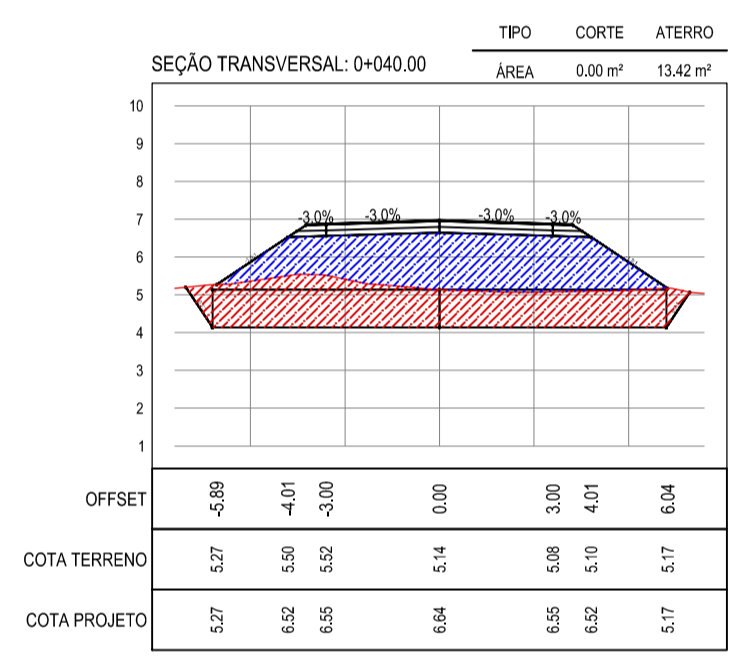 TIPO CORTE ATERRO
SEÇÃO TRANSVERSAL: 0+040.00
ÁREA 0.00 m² 13.42 m²
10
9
8
7
-3.0% -3.0% -3.0% -3.0%
6
5
4
3
2
1
OFFSET -5.89 -4.01 -3.00 0.00 3.00 4.01 6.04
COTA TERRENO 5.27 5.50 5.52 5.14 5.08 5.10 5.17
COTA PROJETO 5.27 6.52 6.55 6.64 6.55 6.52 5.17